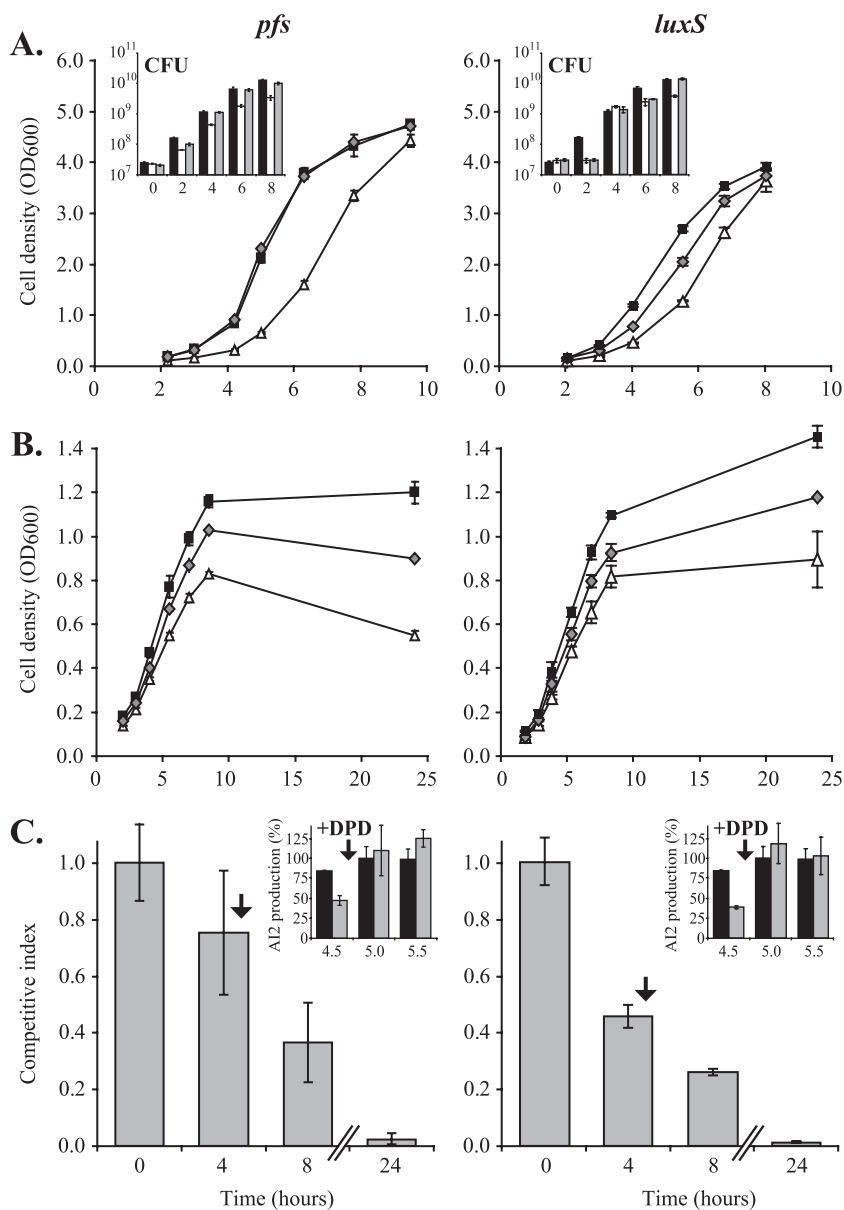 pfs luxS
A.
6.0
5.0
4.0
3.0
2.0
1.0
0.0
Cell density (OD600)
0 2 4 6 8 10
CFU
10^11
10^10
10^9
10^8
10^7
0 2 4 6 8
6.0
5.0
4.0
3.0
2.0
1.0
0.0
0 2 4 6 8 10
CFU
10^11
10^10
10^9
10^8
10^7
0 2 4 6 8
B.
1.4
1.2
1.0
0.8
0.6
0.4
0.2
0.0
Cell density (OD600)
0 5 10 15 20 25
1.4
1.2
1.0
0.8
0.6
0.4
0.2
0.0
0 5 10 15 20 25
C.
1.0
0.8
0.6
0.4
0.2
0.0
Competitive index
0 4 8 24
Time (hours)
+DPD
AI2 production (%)
125
100
75
50
25
0
4.5 5.0 5.5
1.0
0.8
0.6
0.4
0.2
0.0
0 4 8 24
Time (hours)
+DPD
AI2 production (%)
125
100
75
50
25
0
4.5 5.0 5.5